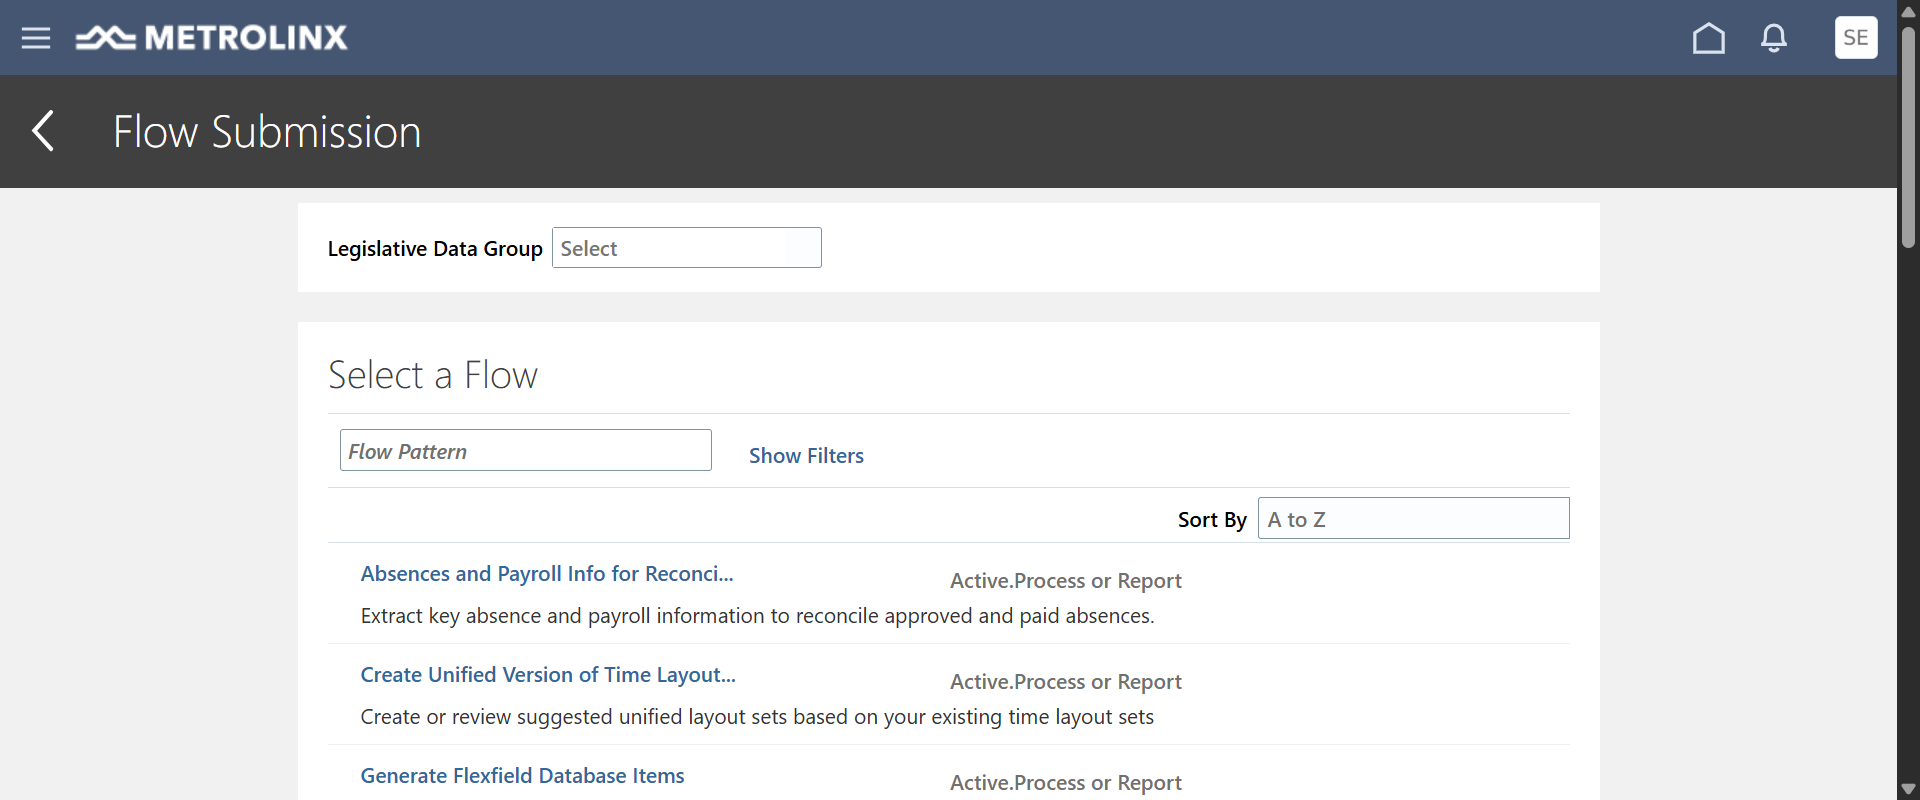 METROLINX
SE
Flow Submission
Legislative Data Group Select
Select a Flow
Flow Pattern Show Filters
Sort By A to Z
Absences and Payroll Info for Reconci... Active.Process or Report
Extract key absence and payroll information to reconcile approved and paid absences.
Create Unified Version of Time Layout... Active.Process or Report
Create or review suggested unified layout sets based on your existing time layout sets
Generate Flexfield Database Items Active.Process or Report